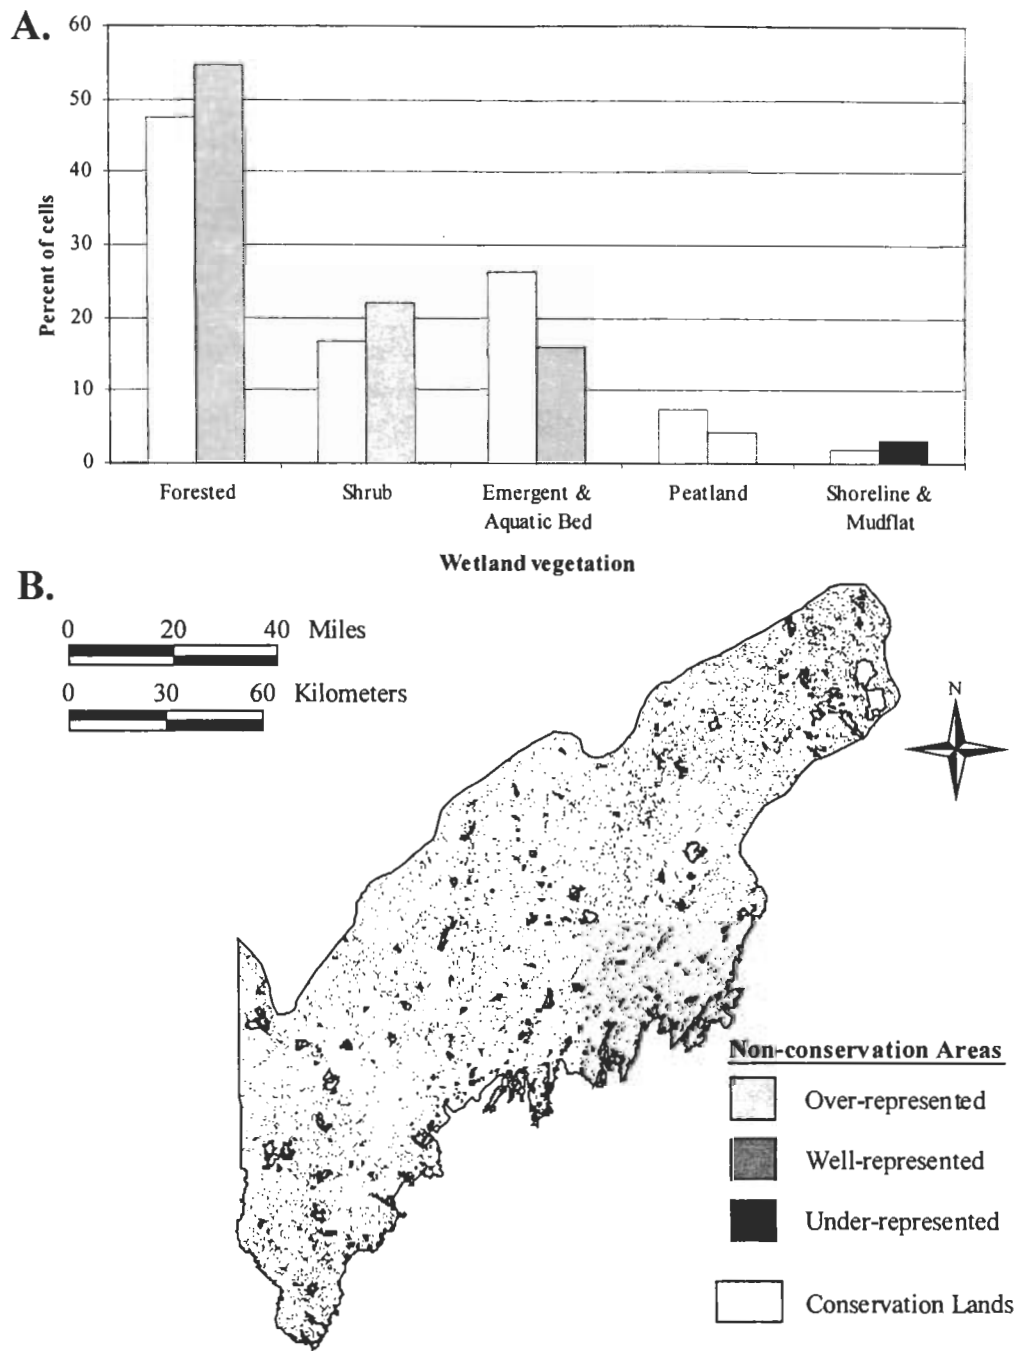 A.
60
50
40
30
20
10
0
Percent of cells
Forested
Shrub
Emergent &
Aquatic Bed
Peatland
Shoreline &
Mudflat
Wetland vegetation
B.
0 20 40 Miles
0 30 60 Kilometers
N
Non-conservation Areas
Over-represented
Well-represented
Under-represented
Conservation Lands